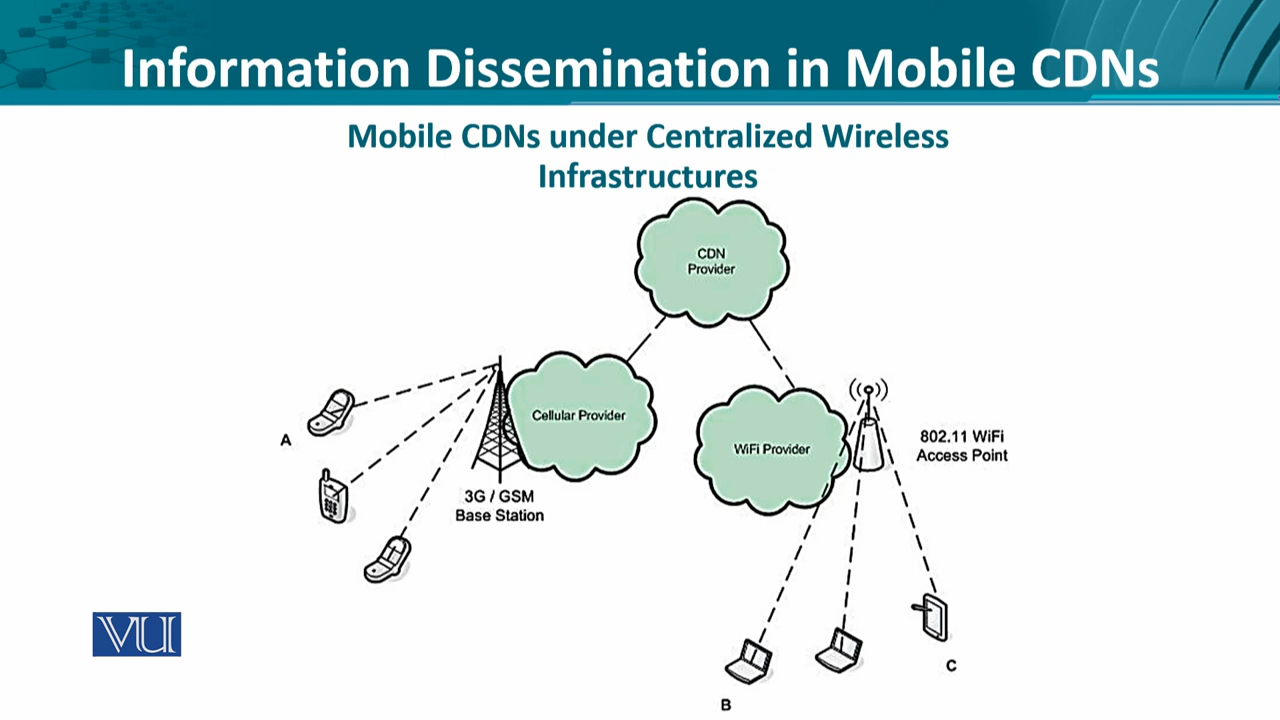 Information Dissemination in Mobile CDNs
Mobile CDNs under Centralized Wireless
Infrastructures
CDN
Provider
Cellular Provider
WiFi Provider
802.11 WiFi
Access Point
A
3G / GSM
Base Station
VU
B
C